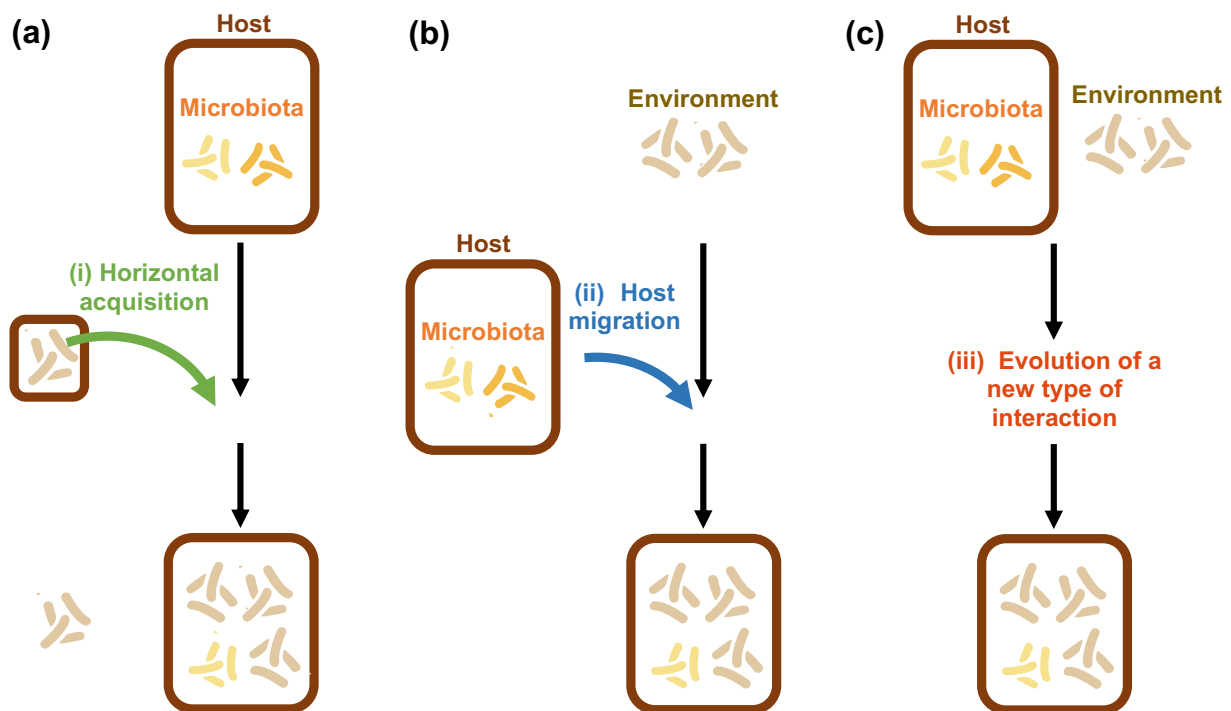 (a)
Host
Microbiota
(i) Horizontal
acquisition
(b)
Environment
Host
Microbiota
(ii) Host
migration
(c)
Host
Microbiota
Environment
(iii) Evolution of a
new type of
interaction